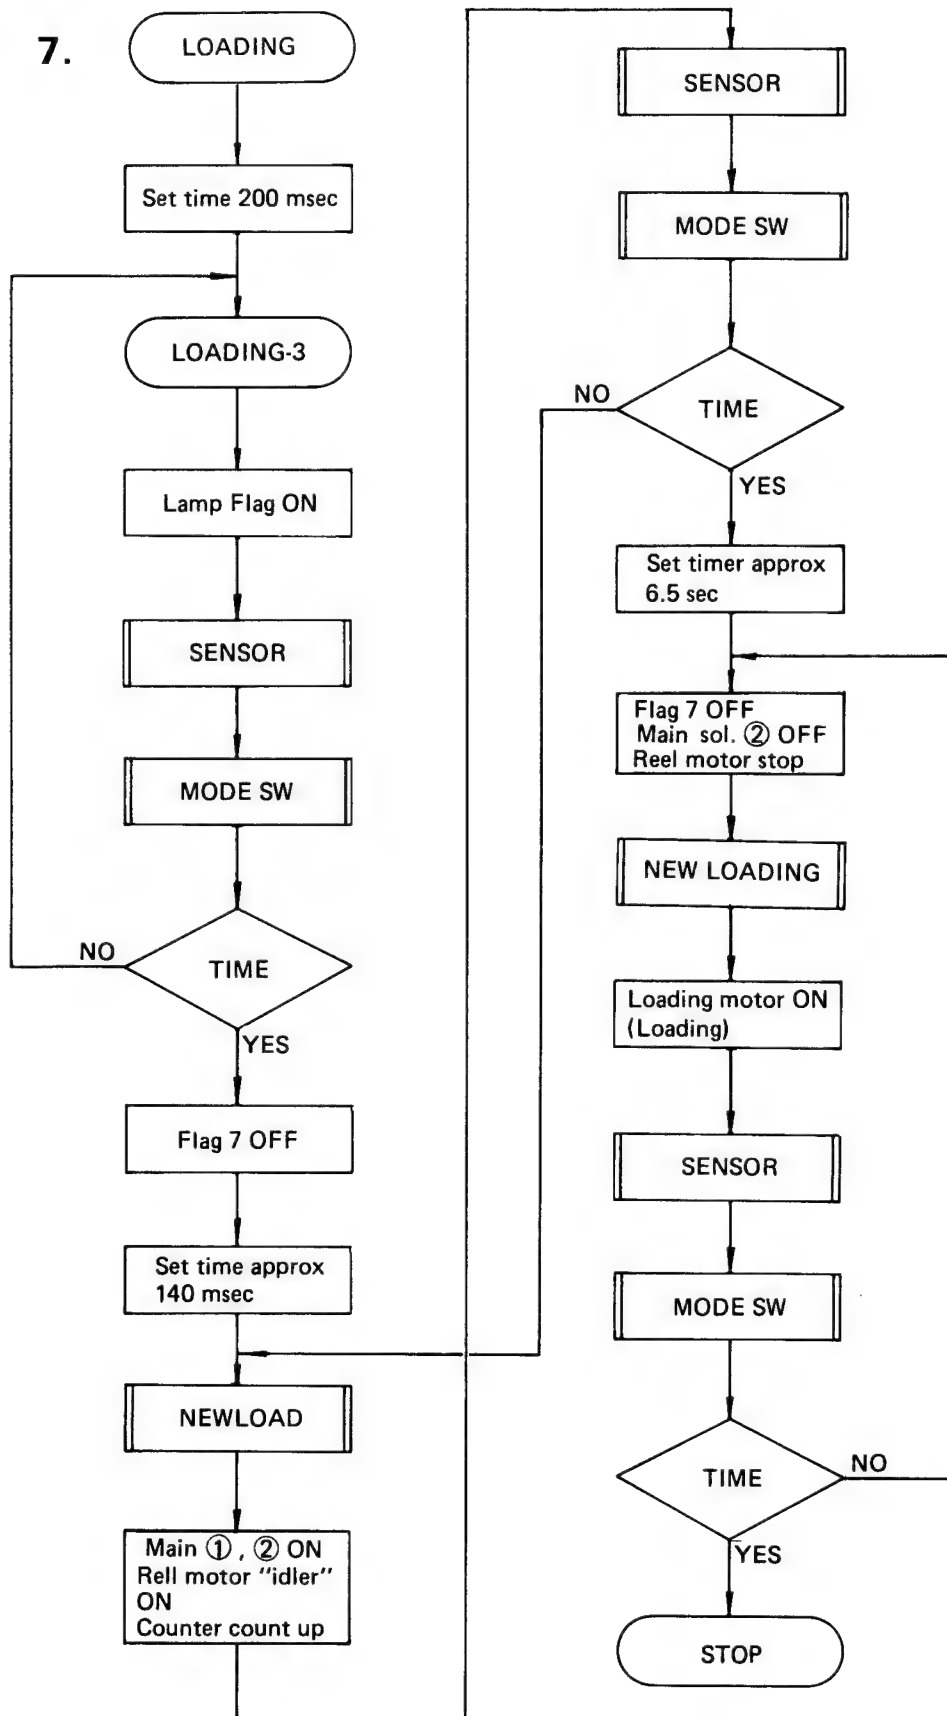 7.
LOADING
Set time 200 msec
LOADING-3
Lamp Flag ON
SENSOR
MODE SW
NO
TIME
YES
Flag 7 OFF
Set time approx
140 msec
NEWLOAD
Main ①, ② ON
Rell motor "idler"
ON
Counter count up
SENSOR
MODE SW
NO
TIME
YES
Set timer approx
6.5 sec
Flag 7 OFF
Main sol. ② OFF
Reel motor stop
NEW LOADING
Loading motor ON
(Loading)
SENSOR
MODE SW
TIME
NO
YES
STOP